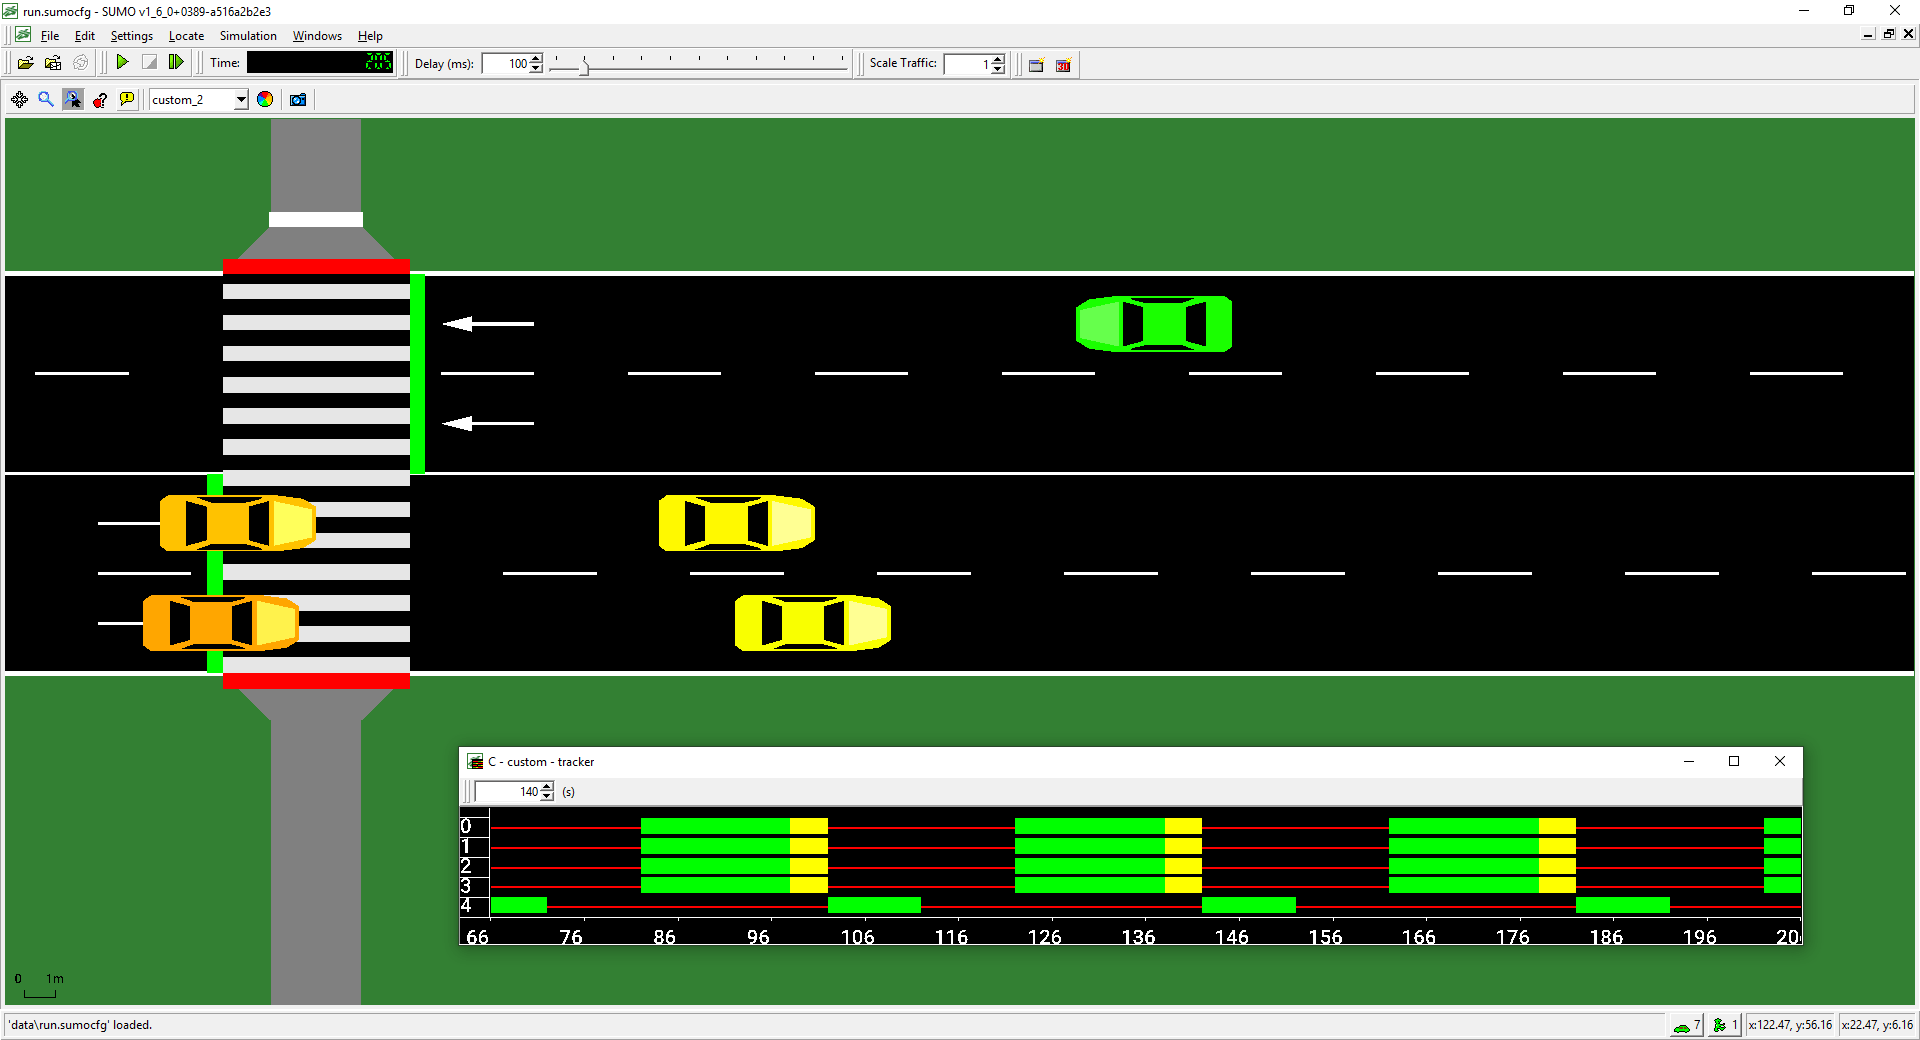 run.sumocfg - SUMO v1_6_0+0389-a516a2b2e3
File Edit Settings Locate Simulation Windows Help
Time: 205 Delay (ms): 100 Scale Traffic: 1
custom_2
C - custom - tracker
140 (s)
0
1
2
3
4
66 76 86 96 106 116 126 136 146 156 166 176 186 196 20
0 1m
'data\run.sumocfg' loaded. 7 1 x:122.47, y:56.16 x:22.47, y:6.16